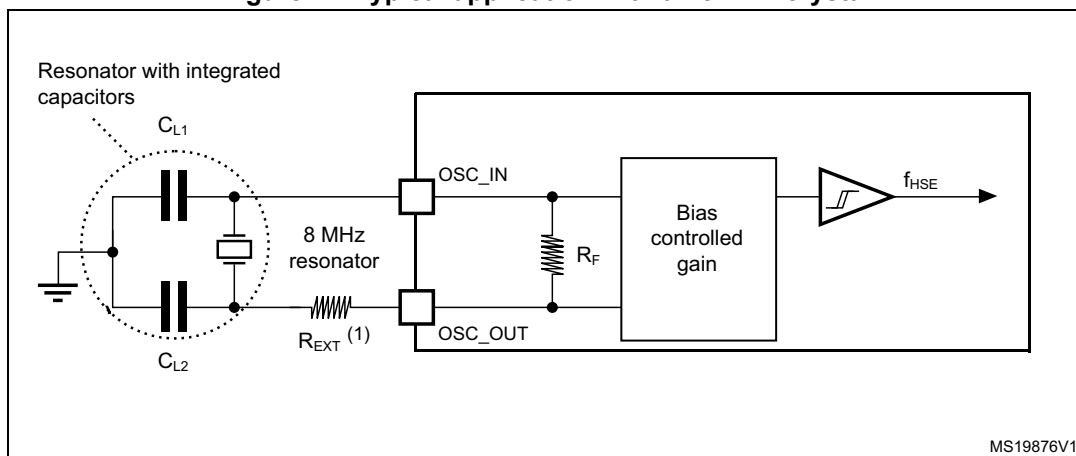 Resonator with integrated
capacitors
CL1
OSC_IN
fHSE
8 MHz
resonator
RF
Bias
controlled
gain
REXT (1)
OSC_OUT
CL2
MS19876V1